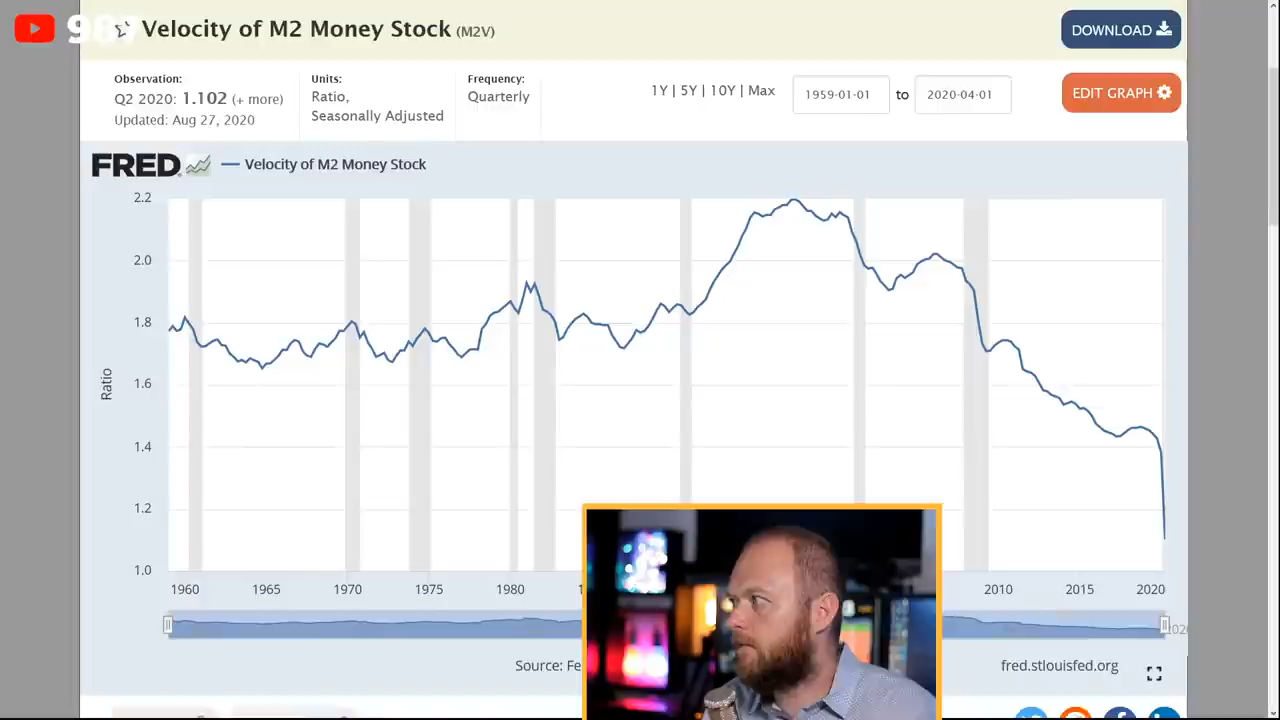 Velocity of M2 Money Stock (M2V)
DOWNLOAD
Observation:
Q2 2020: 1.102 (+ more)
Updated: Aug 27, 2020
Units:
Ratio,
Seasonally Adjusted
Frequency:
Quarterly
1Y | 5Y | 10Y | Max
1959-01-01 to 2020-04-01
EDIT GRAPH
FRED
Velocity of M2 Money Stock
2.2
2.0
1.8
1.6
1.4
1.2
1.0
Ratio
1960 1965 1970 1975 1980 2010 2015 2020
fred.stlouisfed.org
Source: